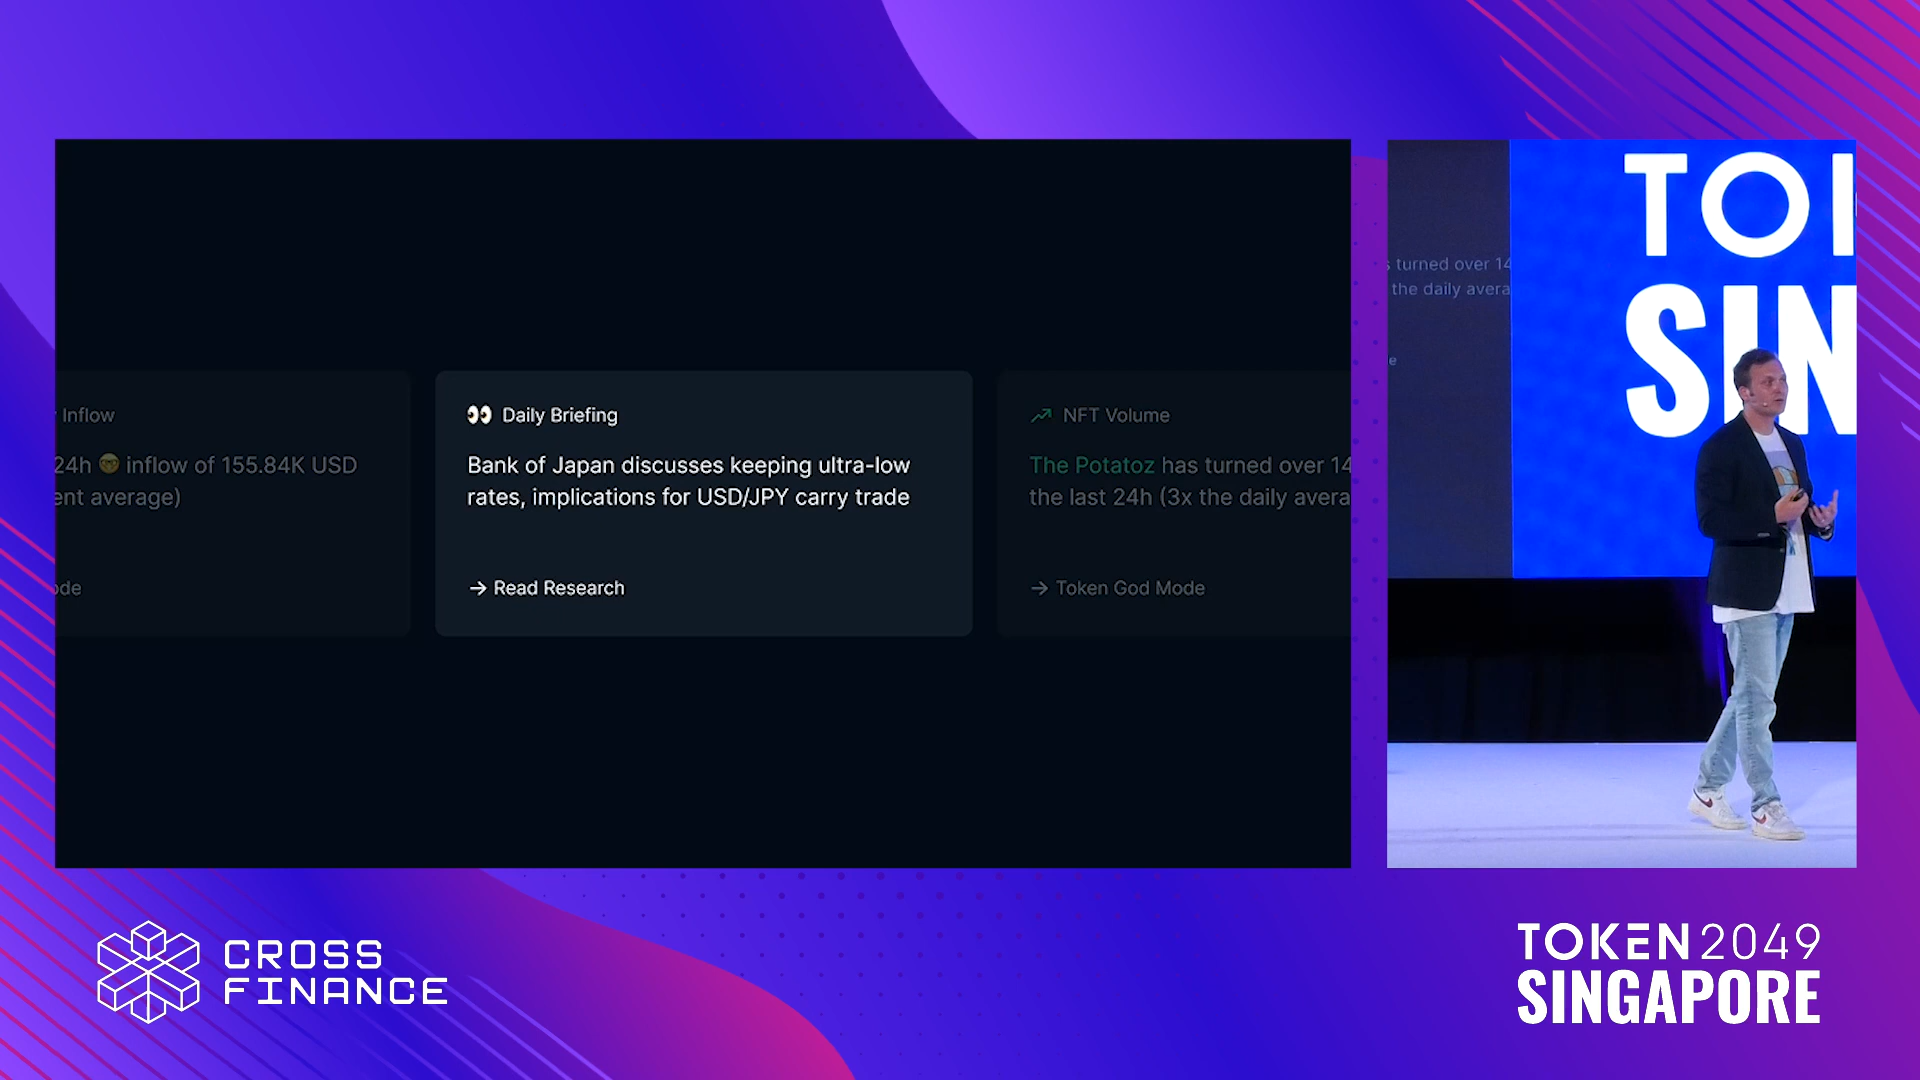 Inflow
24h 🤓 inflow of 155.84K USD
average)
👀 Daily Briefing
Bank of Japan discusses keeping ultra-low
rates, implications for USD/JPY carry trade
→ Read Research
NFT Volume
The Potatoz has turned over 14
the last 24h (3x the daily avera
→ Token God Mode
turned over 14
the daily avera
TO
SIN
CROSS
FINANCE
TOKEN2049
SINGAPORE